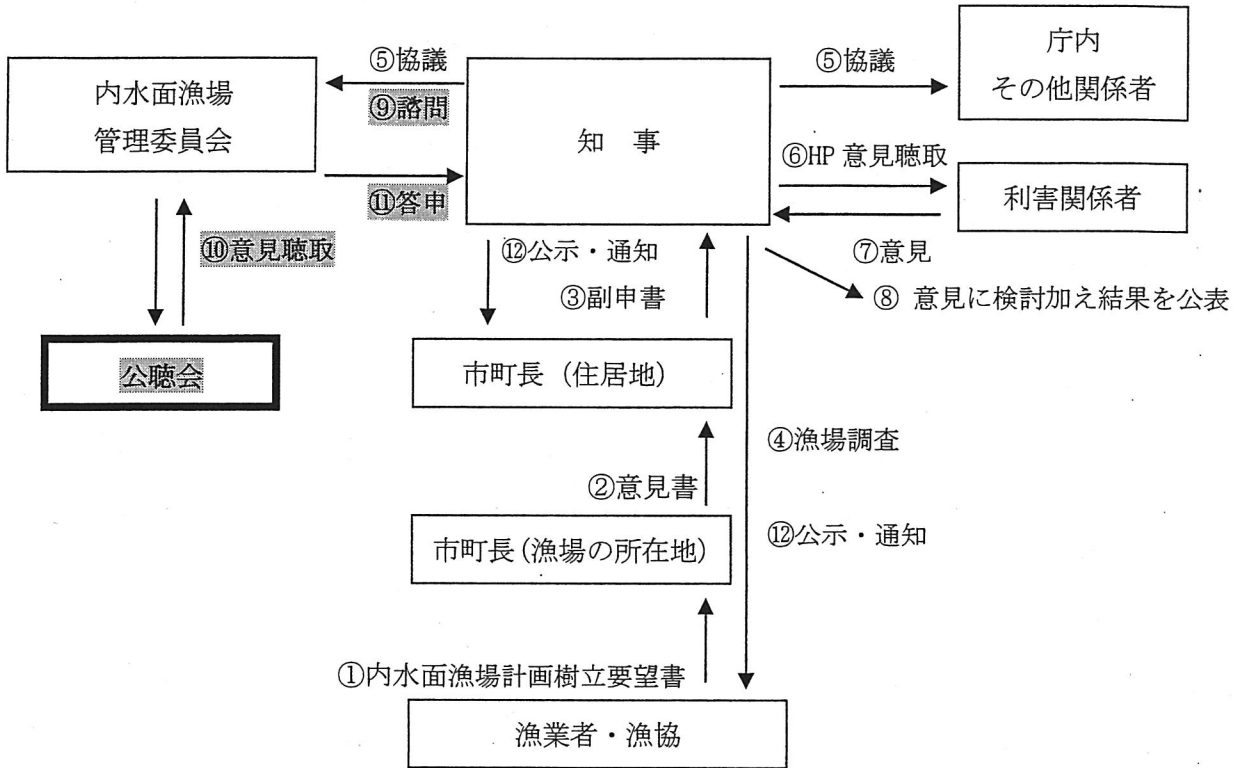 ⑤協議
⑨諮問
内水面漁場
管理委員会
知 事
⑤協議
庁内
その他関係者
⑥HP 意見聴取
利害関係者
⑪答申
⑩意見聴取
⑦意見
⑫公示・通知
③副申書
⑧ 意見に検討加え結果を公表
公聴会
市町長(住居地)
④漁場調査
②意見書
市町長(漁場の所在地)
⑫公示・通知
①内水面漁場計画樹立要望書
漁業者・漁協